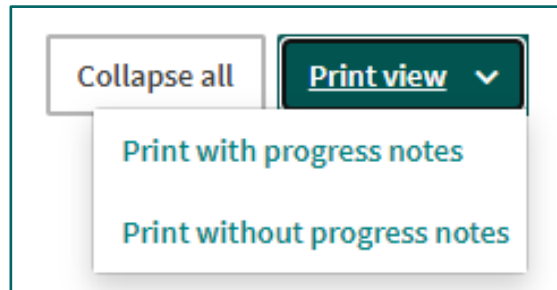 Collapse all
Print view
Print with progress notes
Print without progress notes